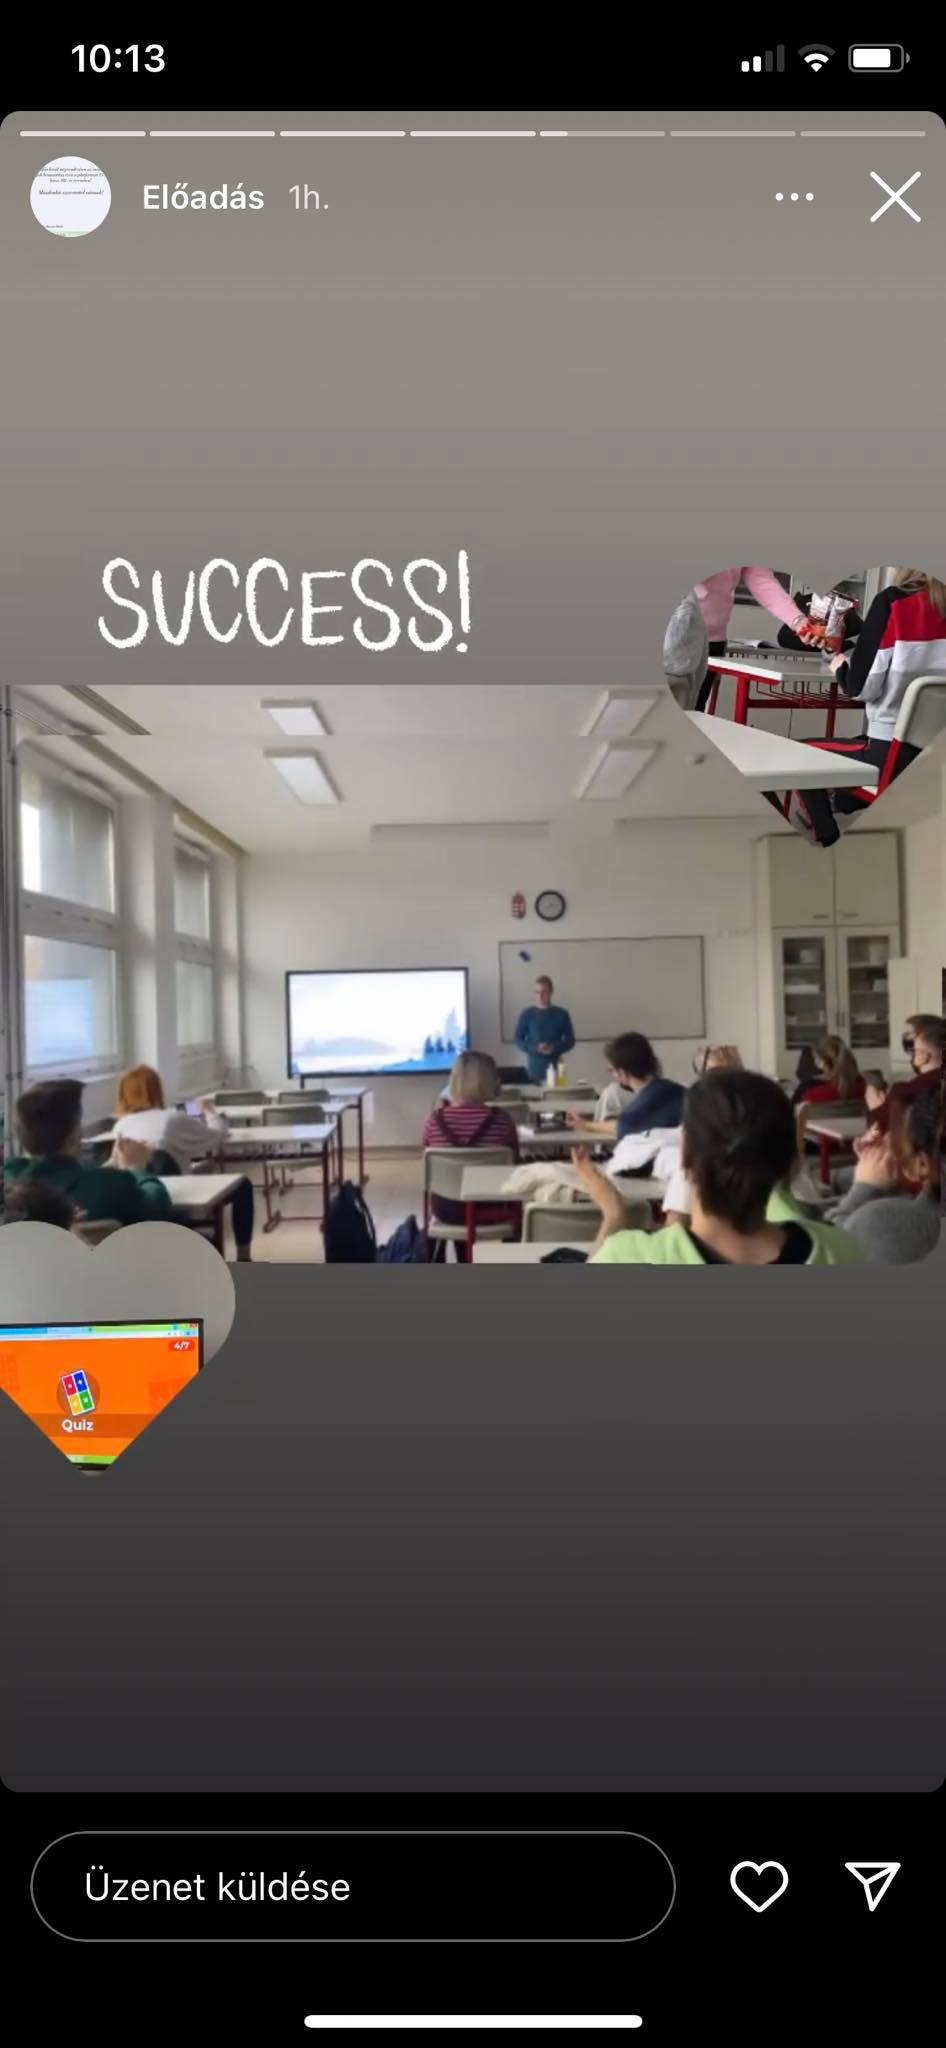 10:13
Előadás 1h.
SUCCESS!
4/7
Quiz
Üzenet küldése